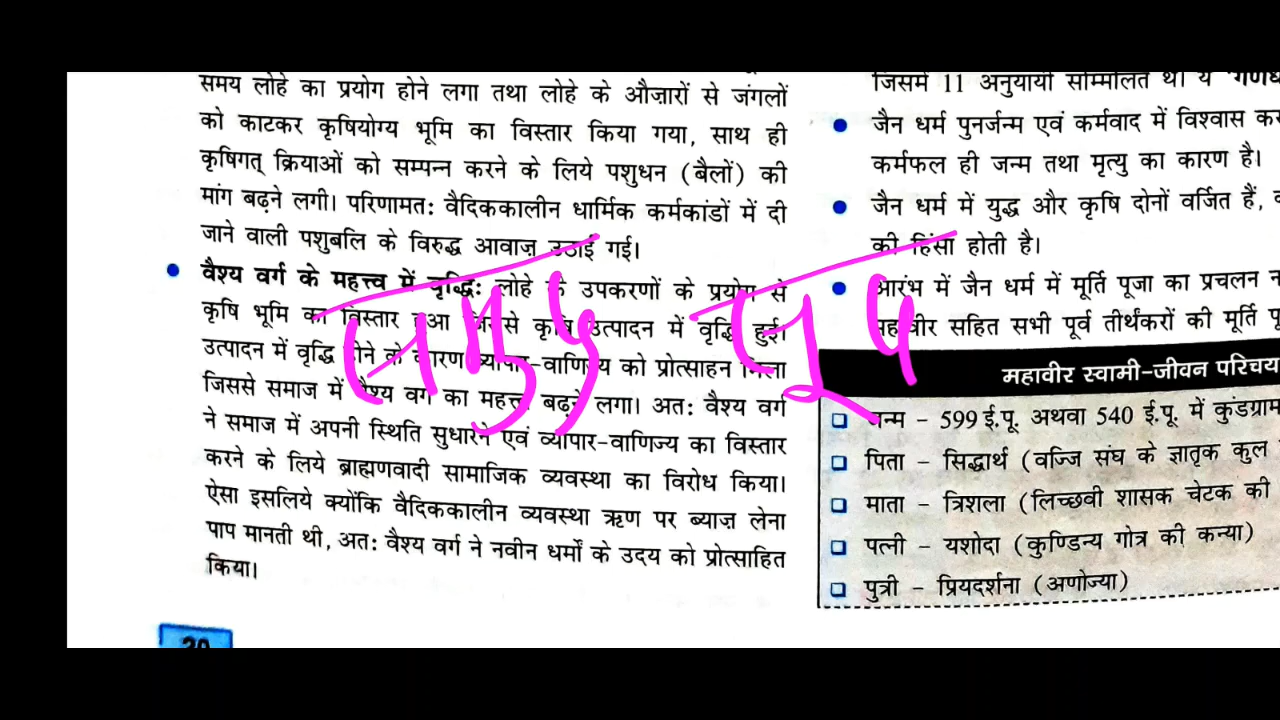 समय लोहे का प्रयोग होने लगा तथा लोहे के औज़ारों से जंगलों
को काटकर कृषियोग्य भूमि का विस्तार किया गया, साथ ही
कृषिगत् क्रियाओं को सम्पन्न करने के लिये पशुधन (बैलों) की
मांग बढ़ने लगी। परिणामत: वैदिककालीन धार्मिक कर्मकांडों में दी
जाने वाली पशुबलि के विरुद्ध आवाज़ उठाई गई।
वैश्य वर्ग के महत्त्व में वृद्धि: लोहे के उपकरणों के प्रयोग से
कृषि भूमि का विस्तार हुआ जिससे कृषि उत्पादन में वृद्धि हुई।
उत्पादन में वृद्धि होने के कारण व्यापार-वाणिज्य को प्रोत्साहन मिला
जिससे समाज में वैश्य वर्ग का महत्त्व बढ़ने लगा। अत: वैश्य वर्ग
ने समाज में अपनी स्थिति सुधारने एवं व्यापार-वाणिज्य का विस्तार
करने के लिये ब्राह्मणवादी सामाजिक व्यवस्था का विरोध किया।
ऐसा इसलिये क्योंकि वैदिककालीन व्यवस्था ऋण पर ब्याज़ लेना
पाप मानती थी, अत: वैश्य वर्ग ने नवीन धर्मों के उदय को प्रोत्साहित
किया।
जिसमें 11 अनुयायी सम्मिलित थे। ये
जैन धर्म पुनर्जन्म एवं कर्मवाद में विश्वास
कर्मफल ही जन्म तथा मृत्यु का कारण है।
जैन धर्म में युद्ध और कृषि दोनों वर्जित हैं,
की हिंसा होती है।
आरंभ में जैन धर्म में मूर्ति पूजा का प्रचलन
महावीर सहित सभी पूर्व तीर्थंकरों की मूर्ति
महावीर स्वामी-जीवन परिचय
जन्म - 599 ई.पू. अथवा 540 ई.पू. में कुंडग्राम
पिता - सिद्धार्थ (वज्जि संघ के ज्ञातृक कुल
माता - त्रिशला (लिच्छवी शासक चेटक की
पत्नी - यशोदा (कुण्डिन्य गोत्र की कन्या)
पुत्री - प्रियदर्शना (अणोज्या)